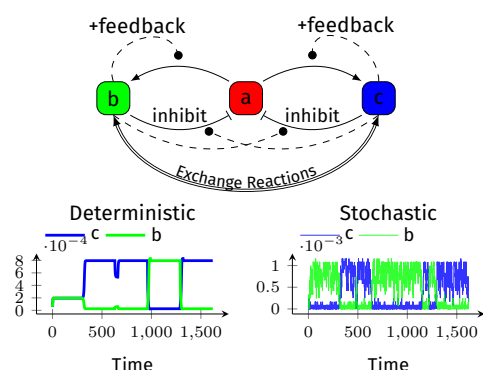 +feedback +feedback
b a c
inhibit inhibit
Exchange Reactions
Deterministic
c b
·10⁻⁴
8
6
4
2
0
0 500 1,000 1,500
Time
Stochastic
c b
·10⁻³
1
0.5
0
0 500 1,000 1,500
Time